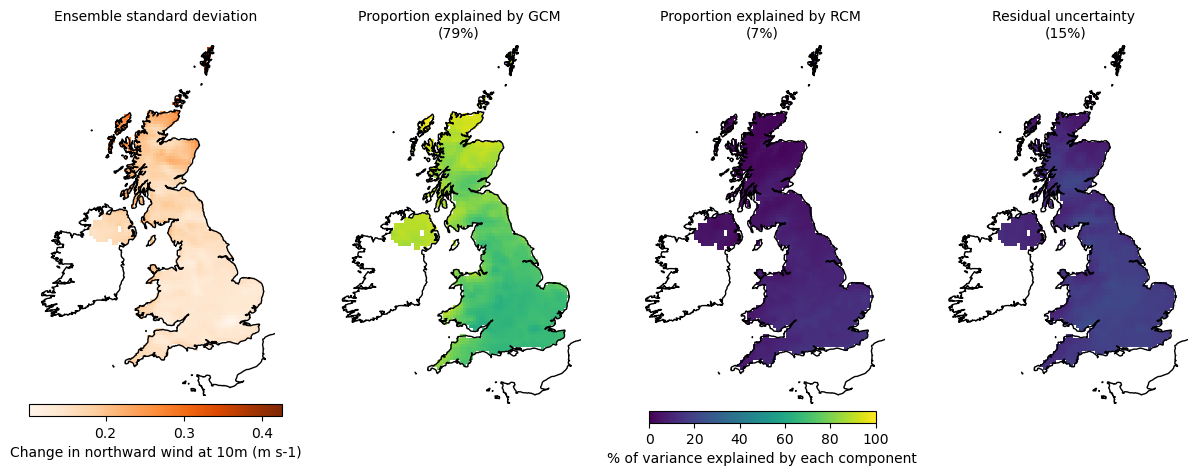 Ensemble standard deviation
Proportion explained by GCM
(79%)
Proportion explained by RCM
(7%)
Residual uncertainty
(15%)
0.2 0.3 0.4
Change in northward wind at 10m (m s-1)
0 20 40 60 80 100
% of variance explained by each component